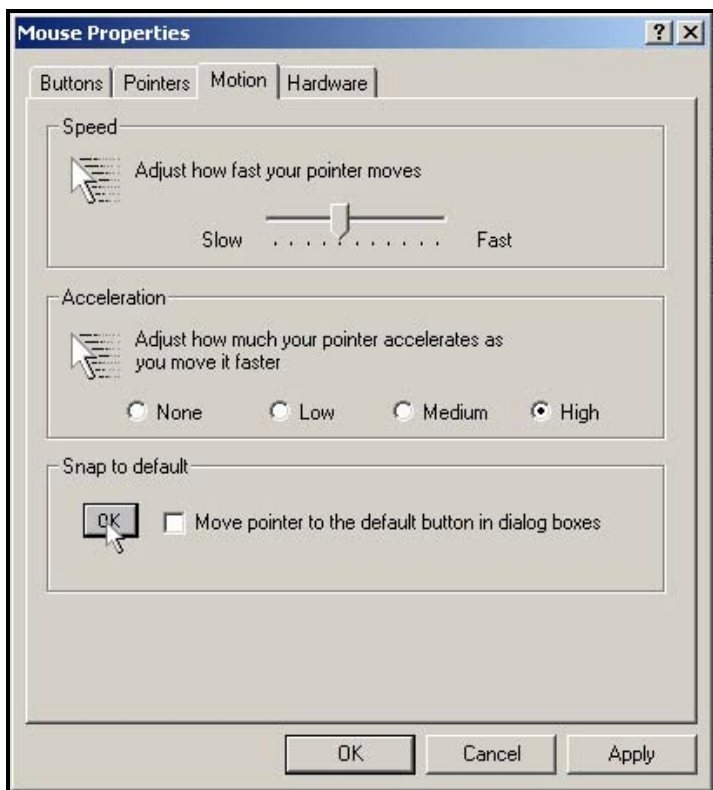 Mouse Properties
? X
Buttons Pointers Motion Hardware
Speed
Adjust how fast your pointer moves
Slow Fast
Acceleration
Adjust how much your pointer accelerates as
you move it faster
None Low Medium High
Snap to default
OK Move pointer to the default button in dialog boxes
OK Cancel Apply